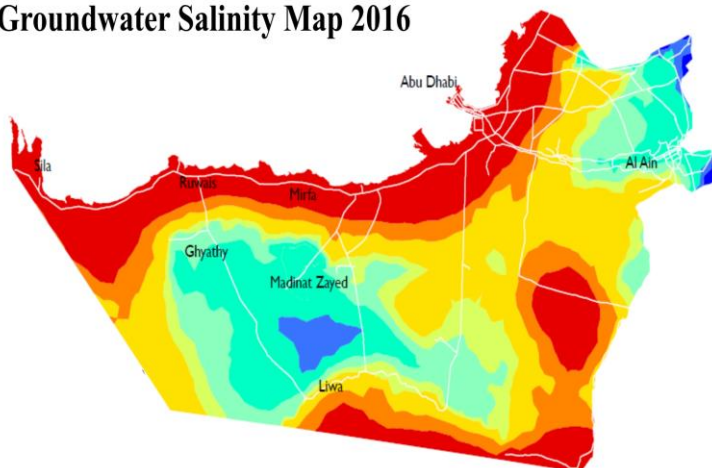 Groundwater Salinity Map 2016
Abu Dhabi
Sila
Ruwais
Mirfa
Al Ain
Ghyathy
Madinat Zayed
Liwa